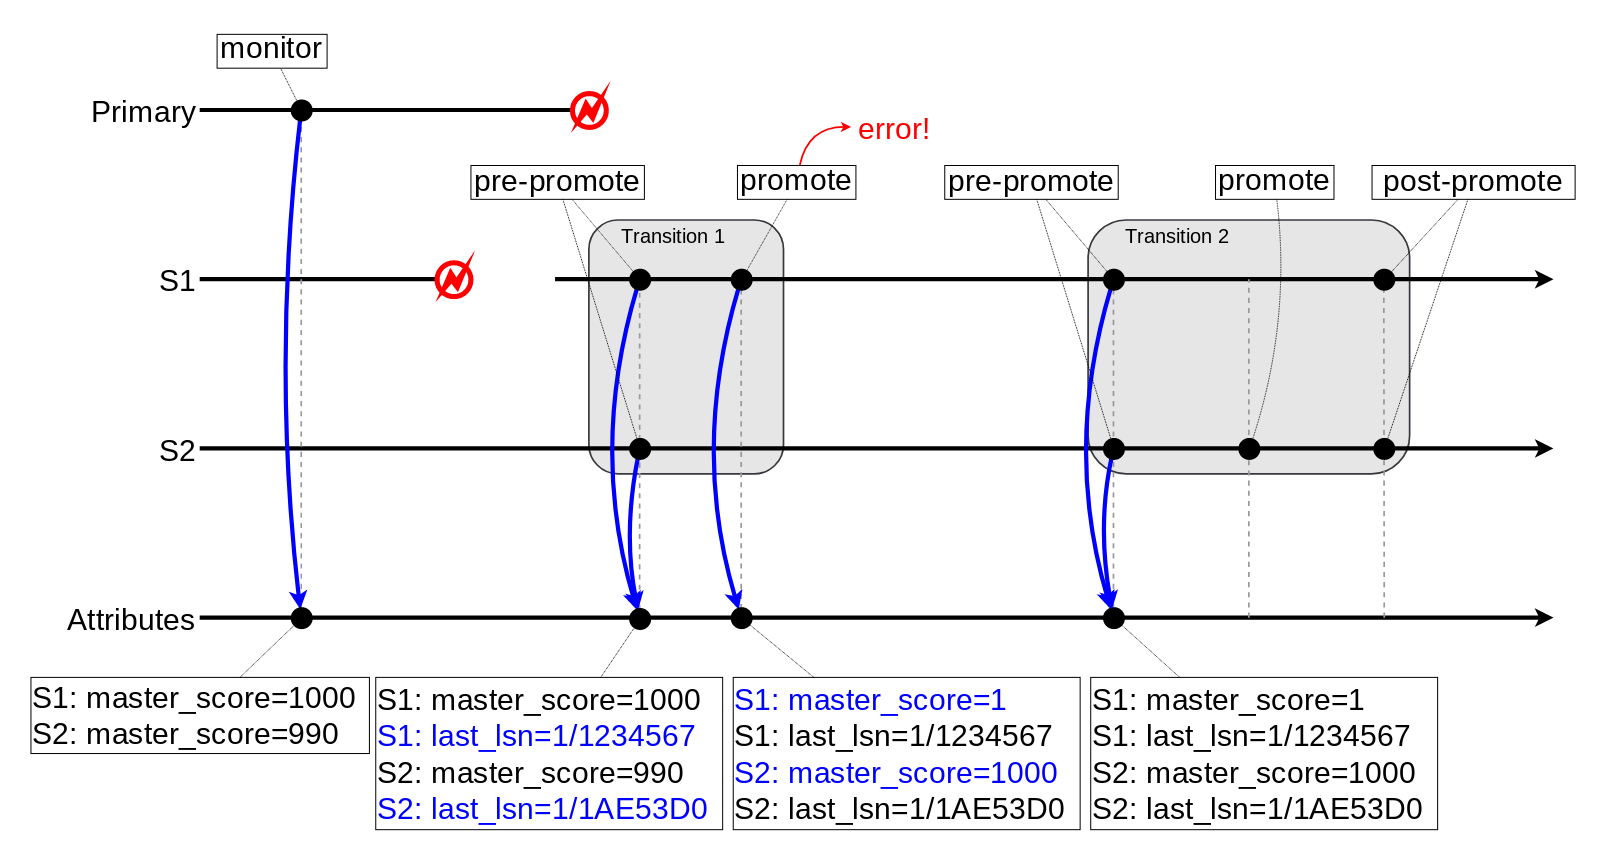 monitor
Primary
error!
pre-promote
promote
pre-promote
promote
post-promote
Transition 1
Transition 2
S1
S2
Attributes
S1: master_score=1000
S2: master_score=990
S1: master_score=1000
S1: last_lsn=1/1234567
S2: master_score=990
S2: last_lsn=1/1AE53D0
S1: master_score=1
S1: last_lsn=1/1234567
S2: master_score=1000
S2: last_lsn=1/1AE53D0
S1: master_score=1
S1: last_lsn=1/1234567
S2: master_score=1000
S2: last_lsn=1/1AE53D0